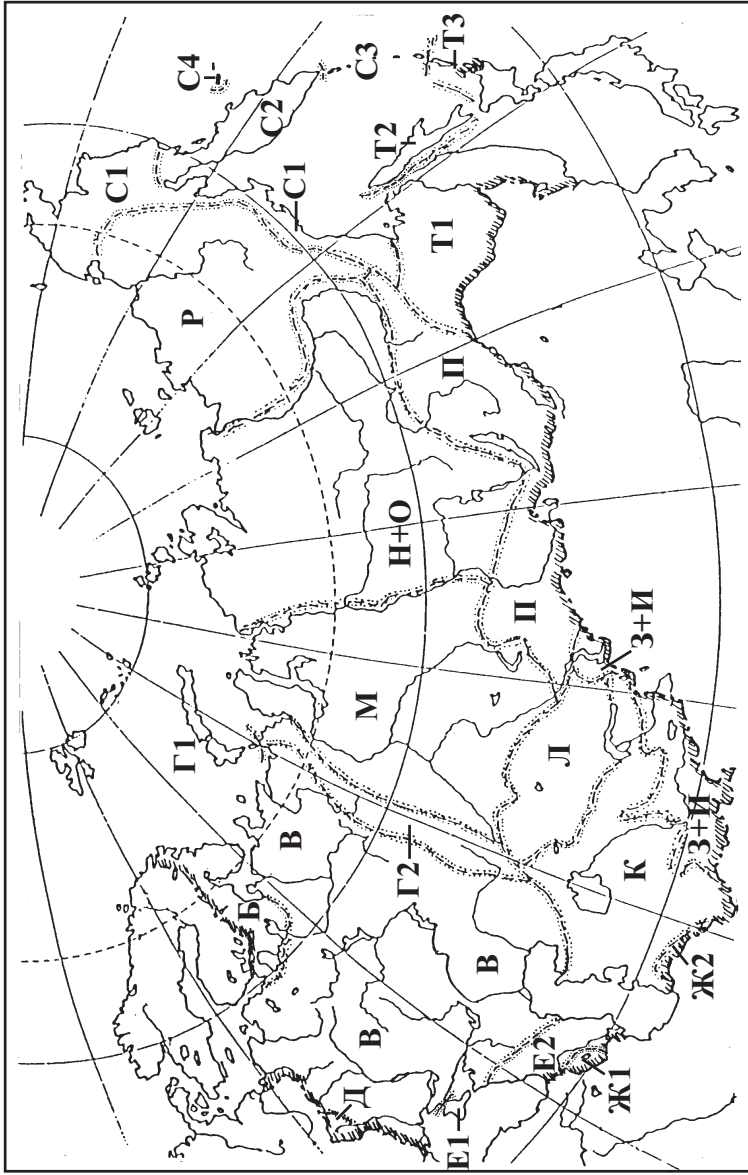 С1
Г1
Р
С4
Б
С2
В
С1
Д
М
С3
В
Т2
Н+О
Г2
Т1
П
Е1
Т3
В
П
Е2
Л
Ж1
К
З+И
З+И
Ж2